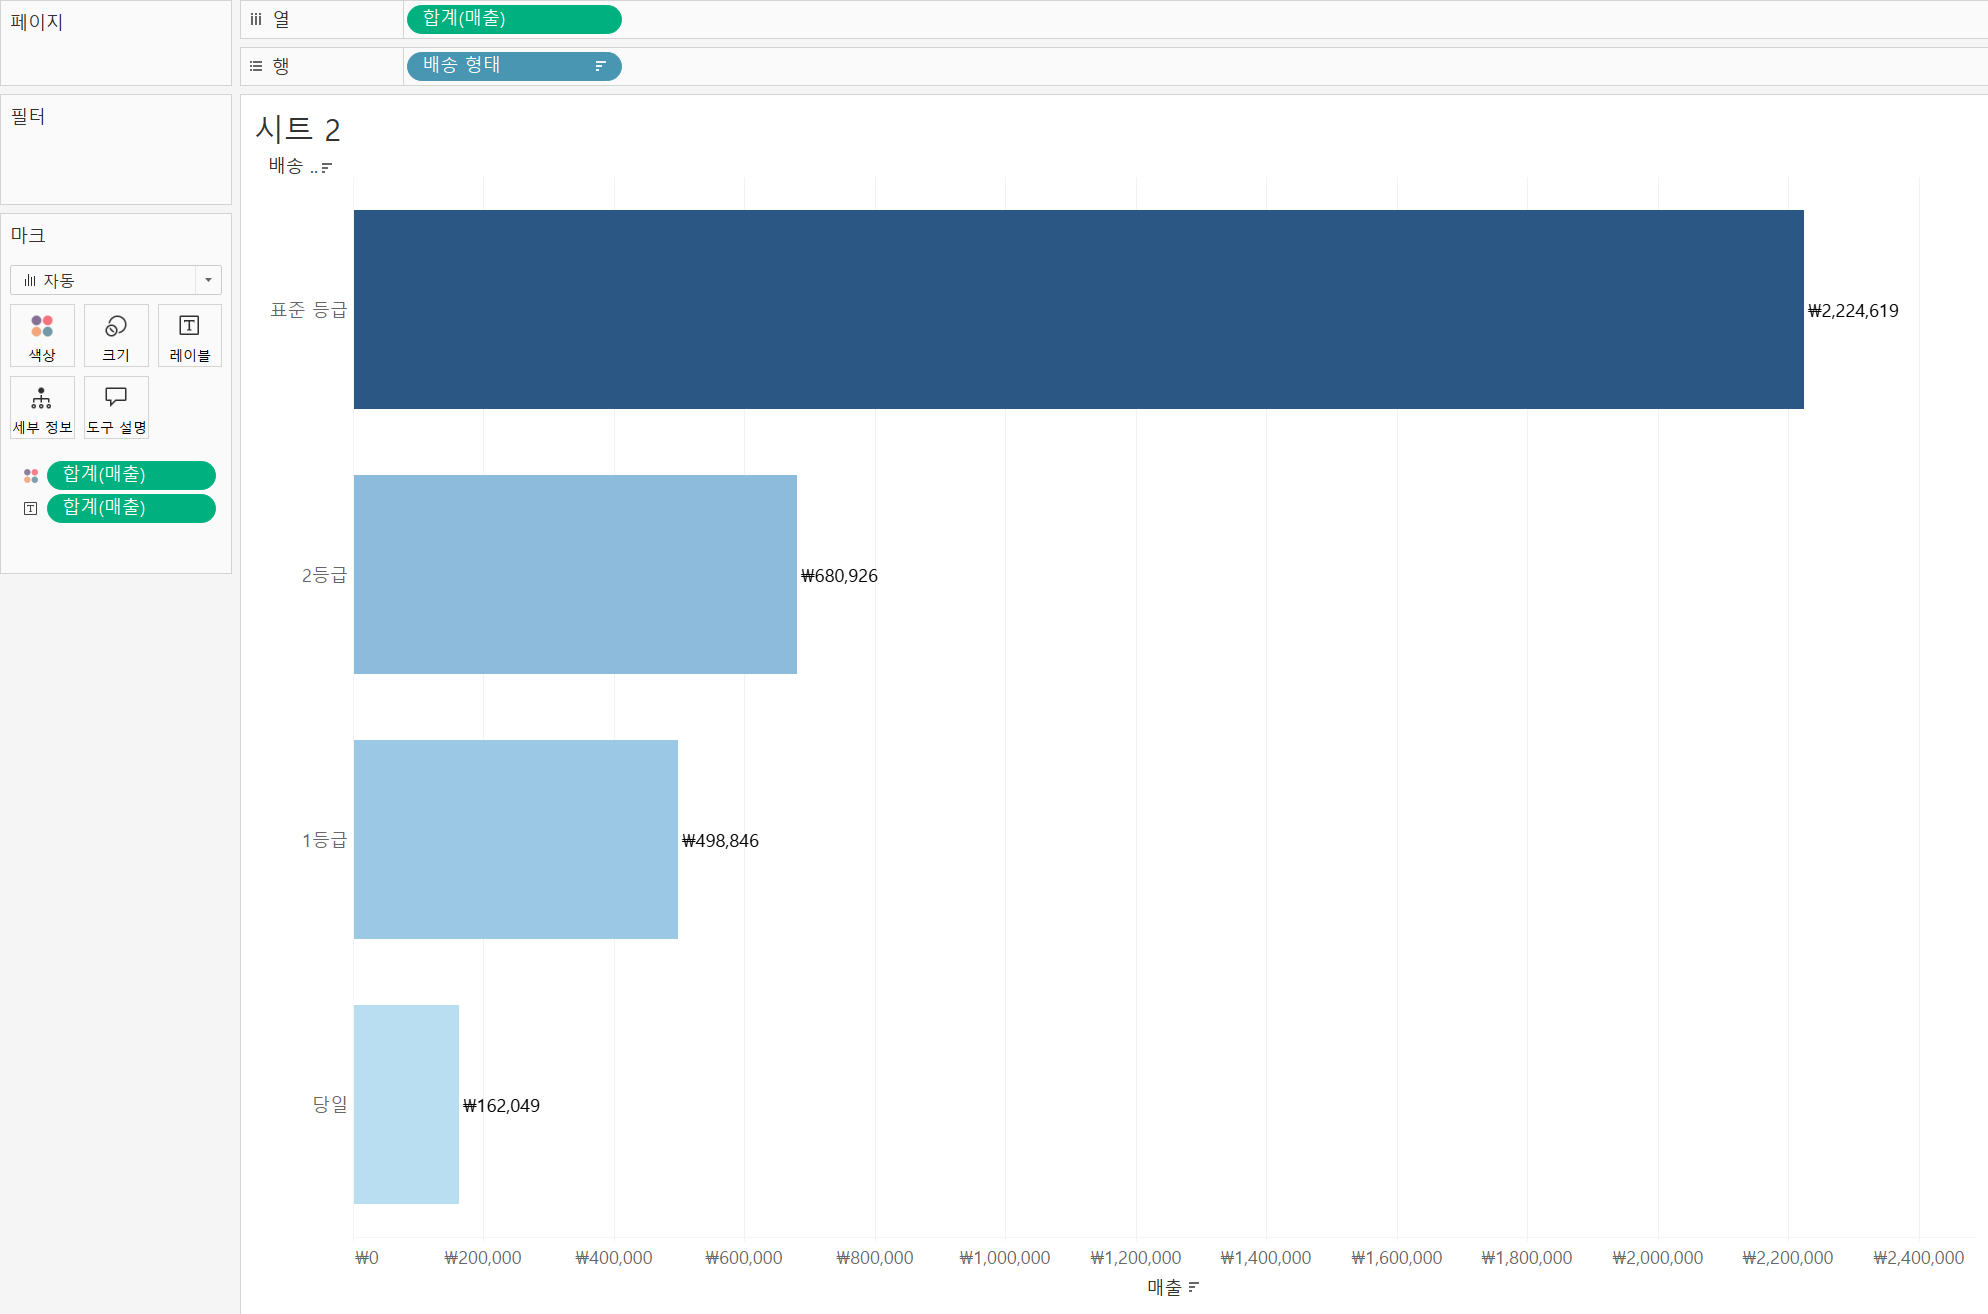 페이지
열
합계(매출)
행
배송 형태
필터
시트 2
배송 ..
마크
자동
색상
크기
레이블
세부 정보
도구 설명
합계(매출)
합계(매출)
표준 등급
₩2,224,619
2등급
₩680,926
1등급
₩498,846
당일
₩162,049
₩0
₩200,000
₩400,000
₩600,000
₩800,000
₩1,000,000
₩1,200,000
₩1,400,000
₩1,600,000
₩1,800,000
₩2,000,000
₩2,200,000
₩2,400,000
매출